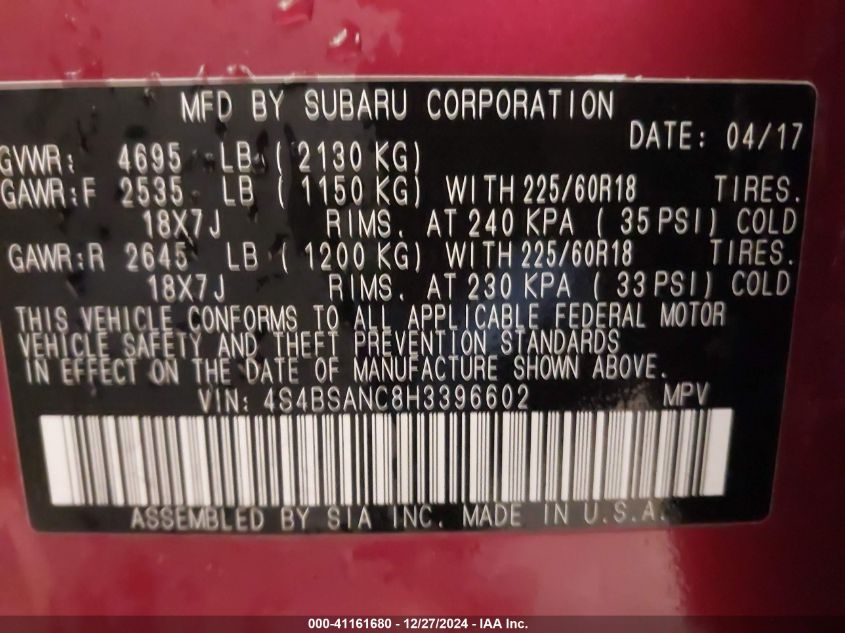 MFD BY SUBARU CORPORATION
DATE: 04/17
GVWR: 4695 LB ( 2130 KG)
GAWR:F 2535 LB ( 1150 KG) WITH 225/60R18 TIRES.
18X7J RIMS. AT 240 KPA ( 35 PSI) COLD
GAWR:R 2645 LB ( 1200 KG) WITH 225/60R18 TIRES.
18X7J RIMS. AT 230 KPA ( 33 PSI) COLD
THIS VEHICLE CONFORMS TO ALL APPLICABLE FEDERAL MOTOR
VEHICLE SAFETY AND THEFT PREVENTION STANDARDS
IN EFFECT ON THE DATE OF MANUFACTURE SHOWN ABOVE.
VIN: 4S4BSANC8H3396602 MPV
ASSEMBLED BY SIA INC. MADE IN U.S.A.
000-41161680 - 12/27/2024 - IAA Inc.